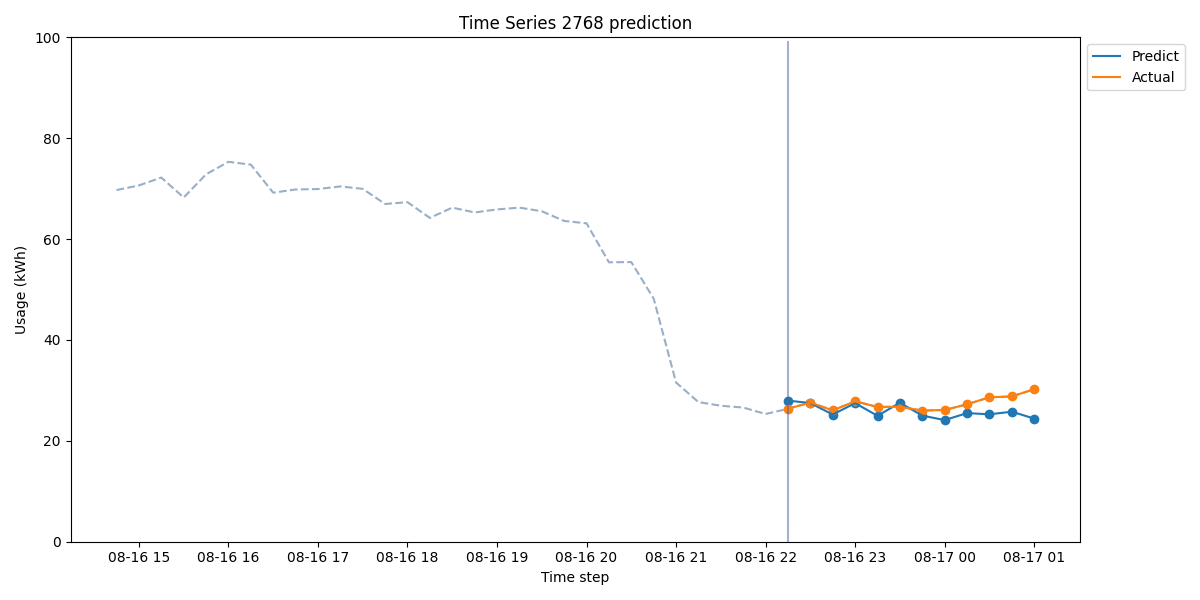 Time Series 2768 prediction
Usage (kWh)
100
80
60
40
20
0
08-16 15 08-16 16 08-16 17 08-16 18 08-16 19 08-16 20 08-16 21 08-16 22 08-16 23 08-17 00 08-17 01
Time step
Predict
Actual